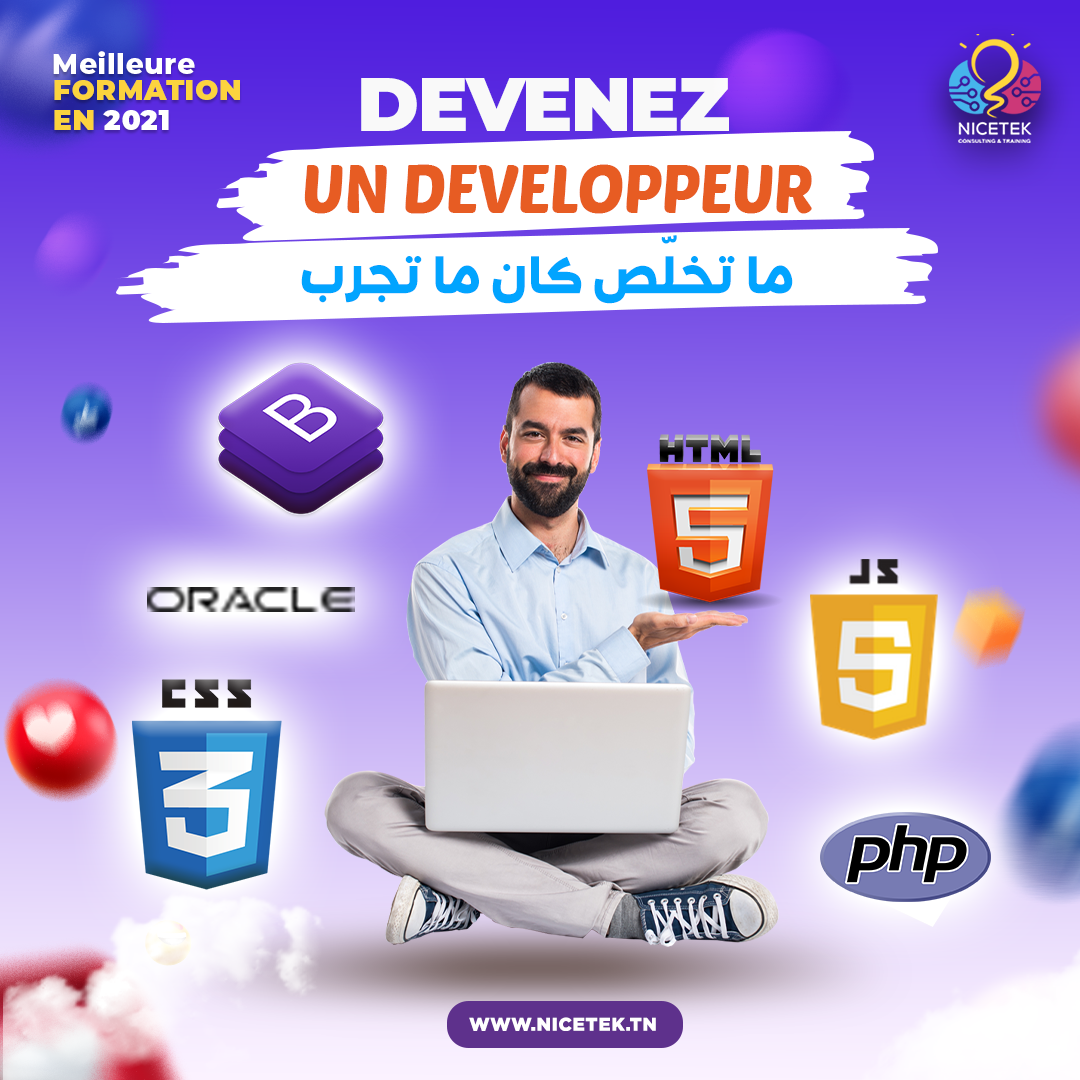 Meilleure
FORMATION
EN 2021
DEVENEZ
UN DEVELOPPEUR
ما تخلّص كان ما تجرب
NICETEK
CONSULTING & TRAINING
B
HTML
5
ORACLE
JS
5
CSS
3
php
WWW.NICETEK.TN